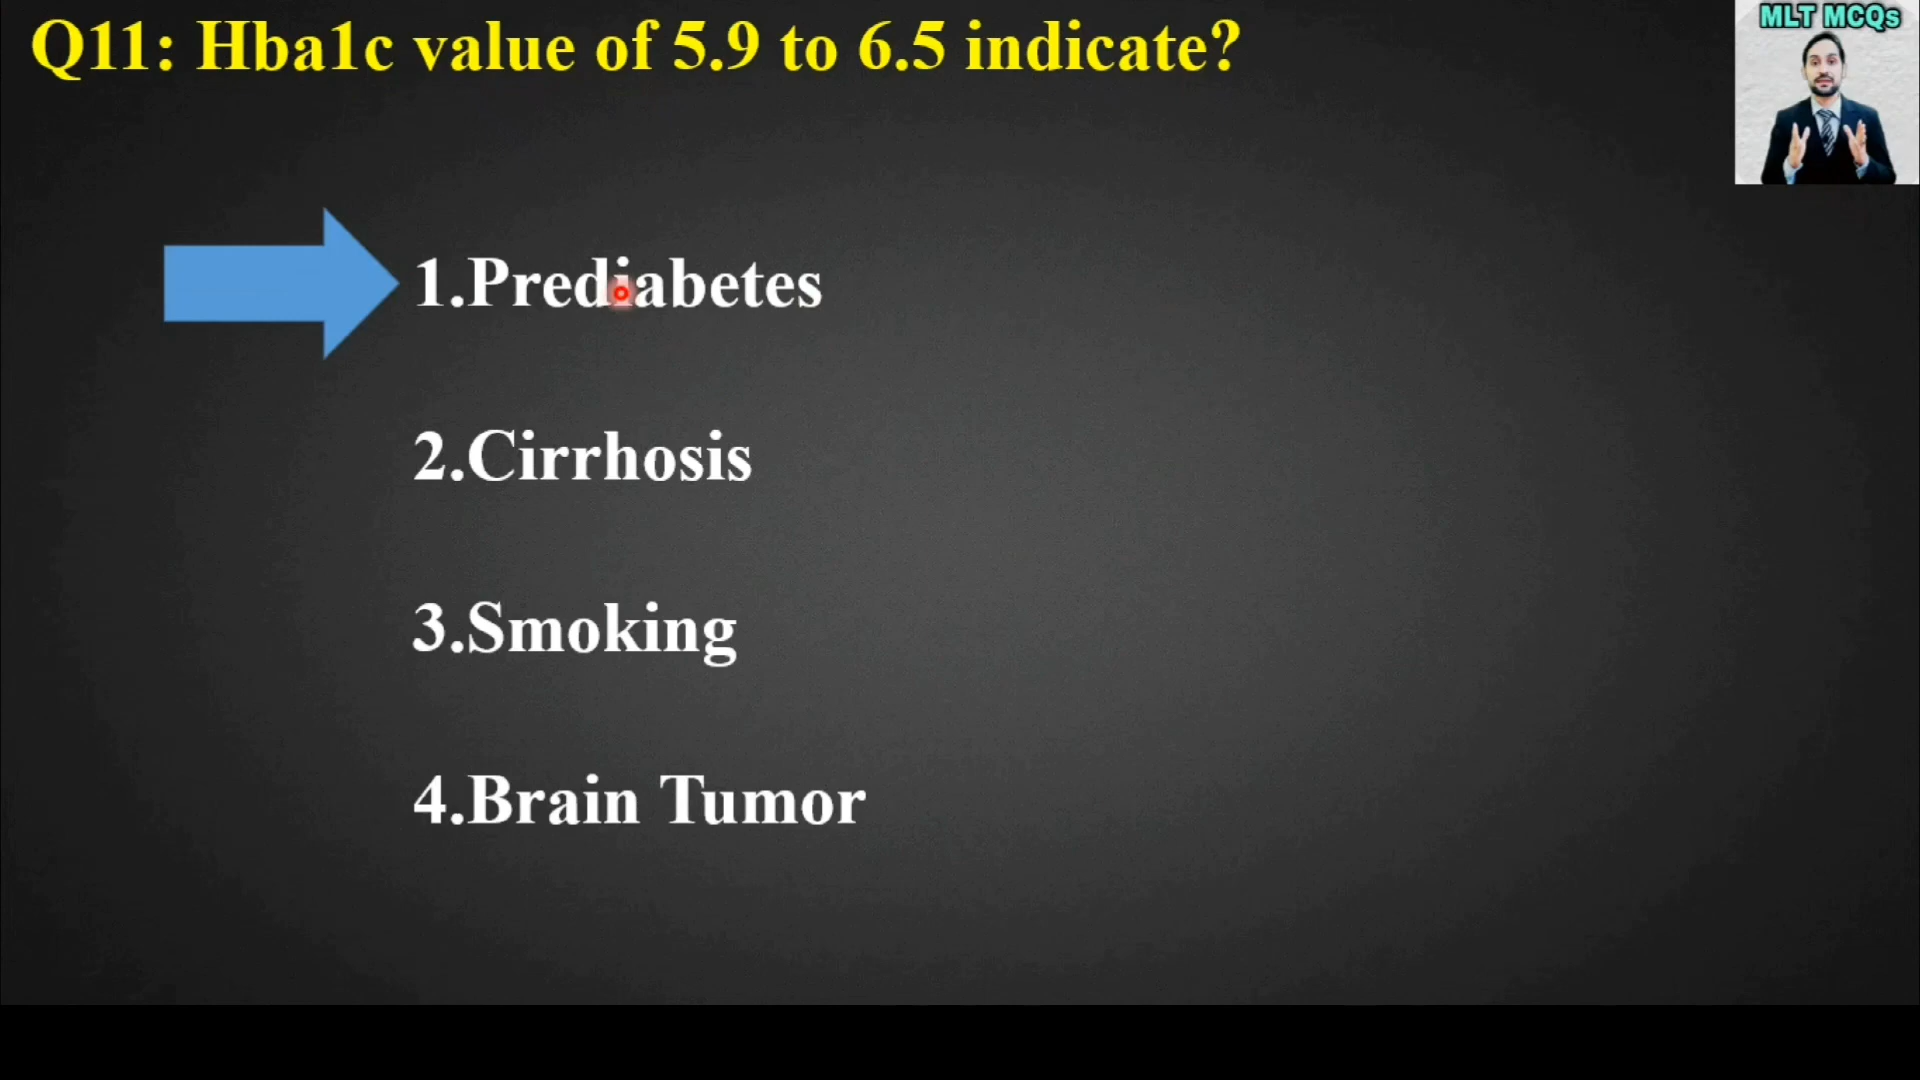 Q11: Hba1c value of 5.9 to 6.5 indicate?
MLT MCQs
1.Prediabetes
2.Cirrhosis
3.Smoking
4.Brain Tumor